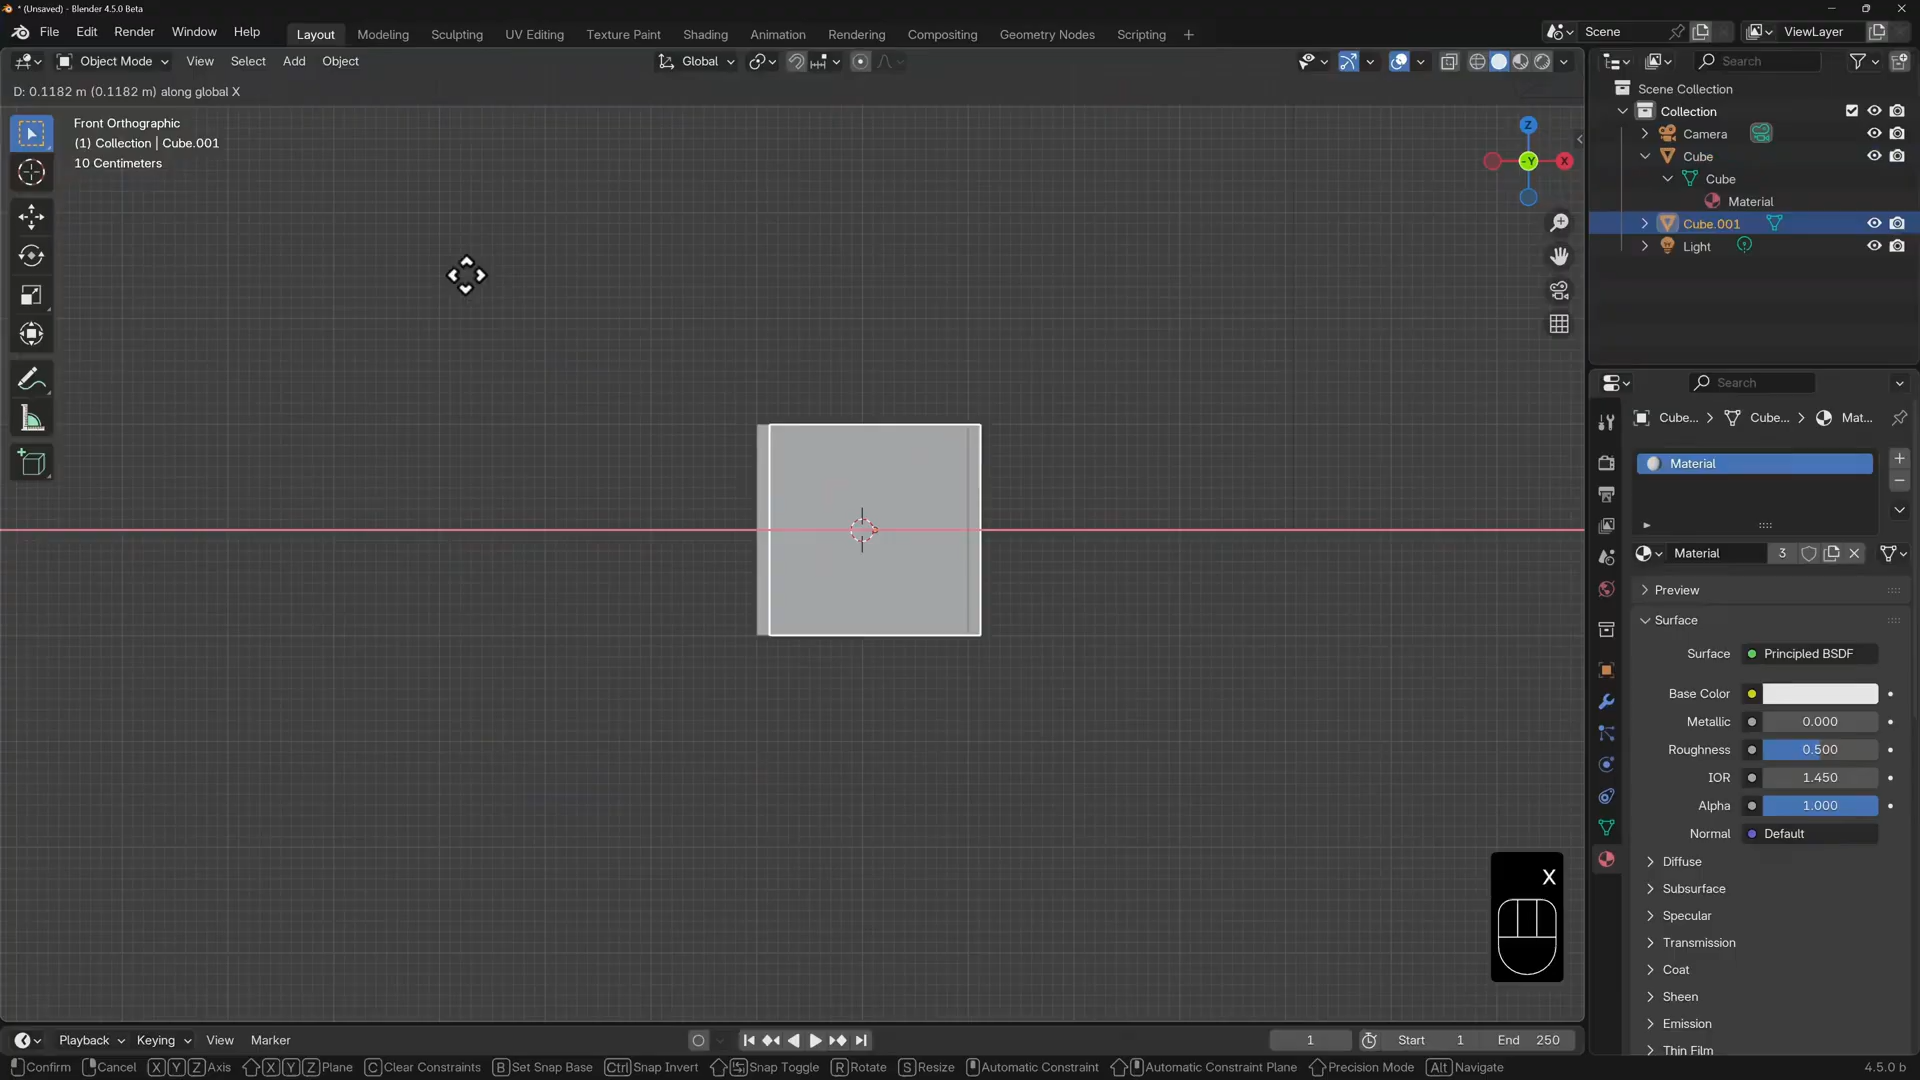 * (Unsaved) - Blender 4.5.0 Beta
File Edit Render Window Help
Layout Modeling Sculpting UV Editing Texture Paint Shading Animation Rendering Compositing Geometry Nodes Scripting +
Scene
ViewLayer
Object Mode View Select Add Object
Global
Search
D: 0.1182 m (0.1182 m) along global X
Front Orthographic
(1) Collection | Cube.001
10 Centimeters
Z
-Y
X
Scene Collection
Collection
Camera
Cube
Cube
Material
Cube.001
Light
Search
Cube... > Cube... > Mat...
Material
Material 3
Preview
Surface
Surface Principled BSDF
Base Color
Metallic 0.000
Roughness 0.500
IOR 1.450
Alpha 1.000
Normal Default
Diffuse
Subsurface
Specular
Transmission
Coat
Sheen
Emission
Thin Film
X
Playback Keying View Marker
1 Start 1 End 250
Confirm Cancel X Y Z Axis X Y Z Plane C Clear Constraints B Set Snap Base Ctrl Snap Invert Snap Toggle R Rotate S Resize Automatic Constraint Automatic Constraint Plane Precision Mode Alt Navigate
4.5.0 b